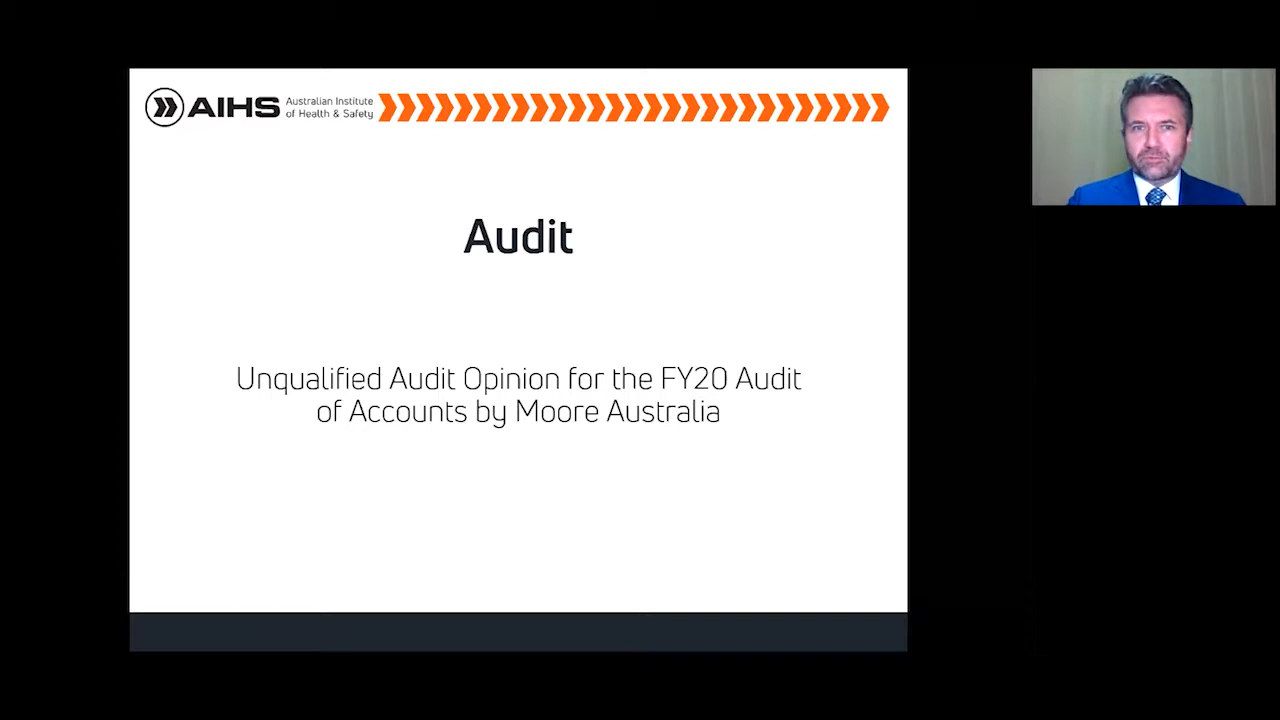 AIHS
Australian Institute
of Health & Safety
Audit
Unqualified Audit Opinion for the FY20 Audit
of Accounts by Moore Australia